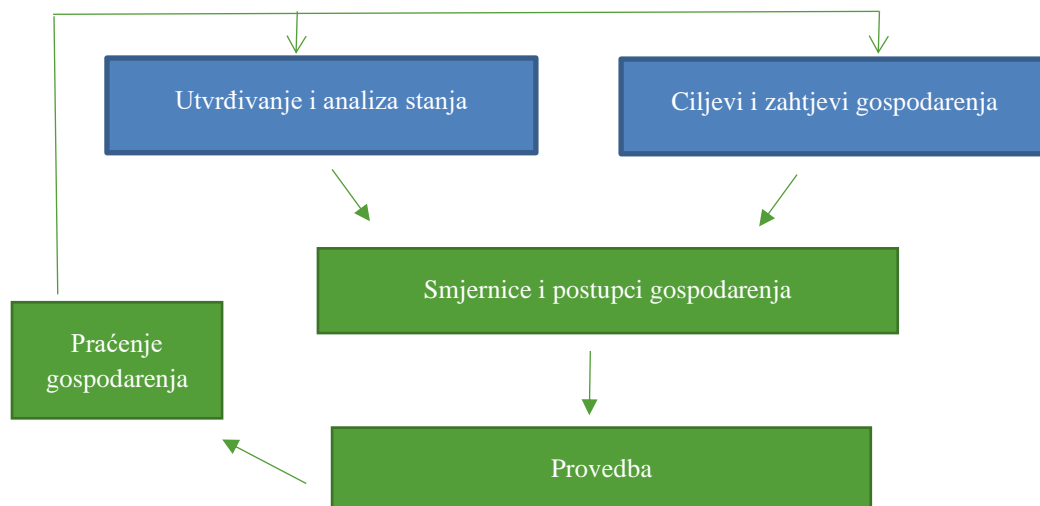 Utvrđivanje i analiza stanja
Ciljevi i zahtjevi gospodarenja
Smjernice i postupci gospodarenja
Praćenje
gospodarenja
Provedba